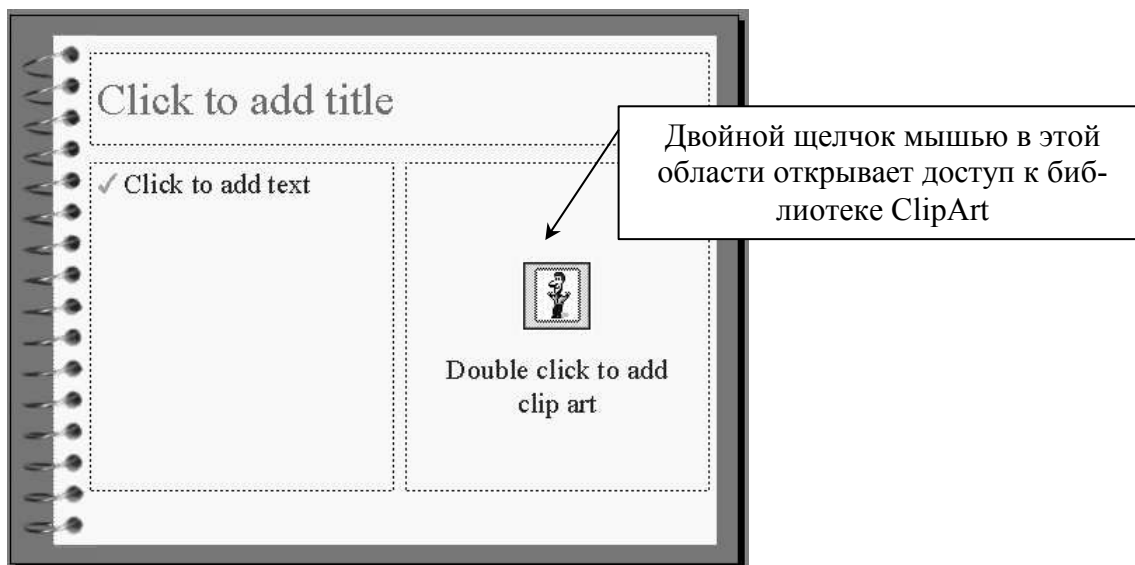 Click to add title
Двойной щелчок мышью в этой
области открывает доступ к биб-
лиотеке ClipArt
Click to add text
Double click to add
clip art